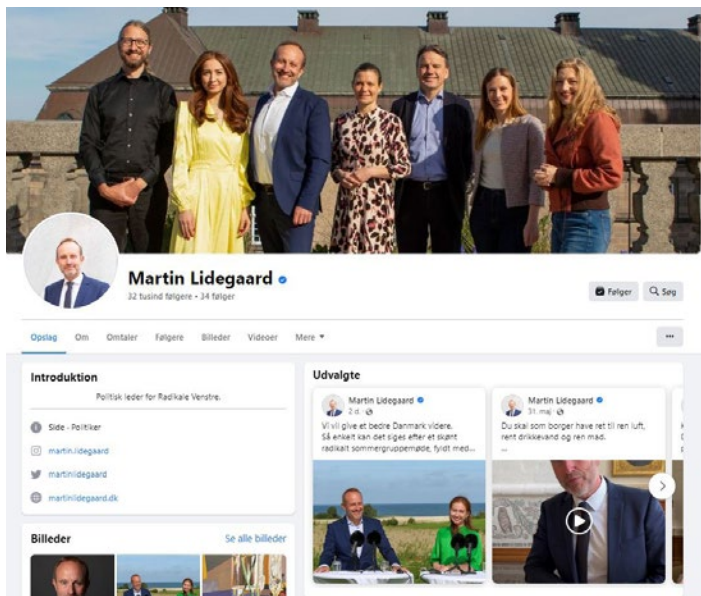 Martin Lidegaard
32 tusind følgere • 34 følger
Følger
Søg
Opslag Om Omtaler Følgere Billeder Videoer Mere
Introduktion
Politisk leder for Radikale Venstre.
Side · Politiker
martin.lidegaard
martinlidegaard
martinlidegaard.dk
Billeder
Se alle billeder
Udvalgte
Martin Lidegaard
2 d.
Vi vil give et bedre Danmark videre.
Så enkelt kan det siges efter et skønt
radikalt sommergruppemøde, fyldt med...
Martin Lidegaard
31. maj
Du skal som borger have ret til ren luft,
rent drikkevand og ren mad.
...